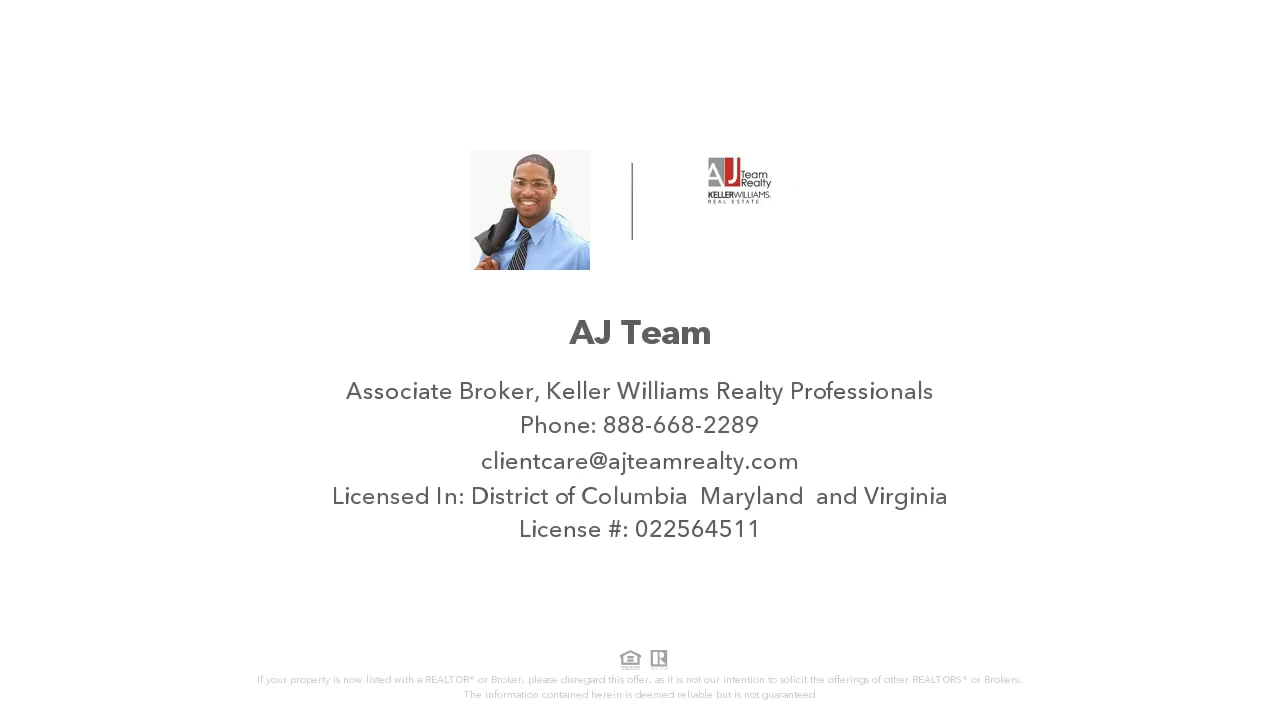 AJ Team
Realty
KELLERWILLIAMS.
REAL ESTATE
AJ Team
Associate Broker, Keller Williams Realty Professionals
Phone: 888-668-2289
clientcare@ajteamrealty.com
Licensed In: District of Columbia  Maryland  and Virginia
License #: 022564511
If your property is now listed with a REALTOR® or Broker, please disregard this offer, as it is not our intention to solicit the offerings of other REALTORS® or Brokers.
The information contained herein is deemed reliable but is not guaranteed